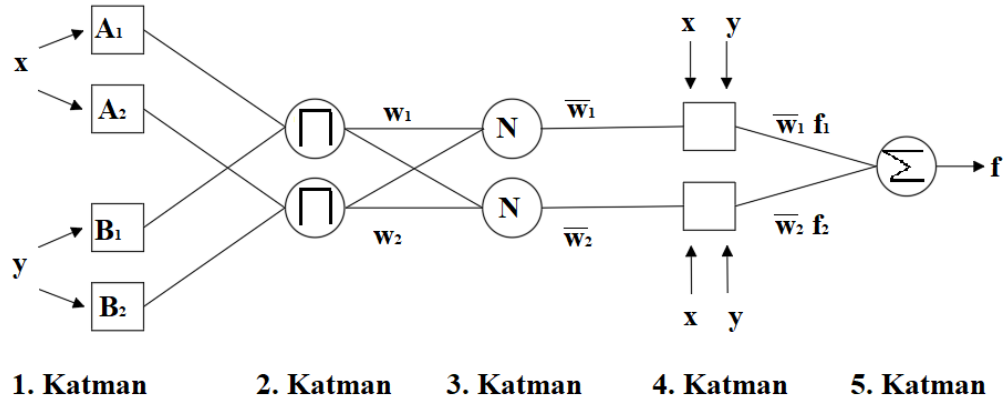 x
y
A₁
A₂
B₁
B₂
∏
∏
w₁
w₂
N
N
w̅₁
w̅₂
x y
x y
w̅₁ f₁
w̅₂ f₂
∑
f
1. Katman 2. Katman 3. Katman 4. Katman 5. Katman